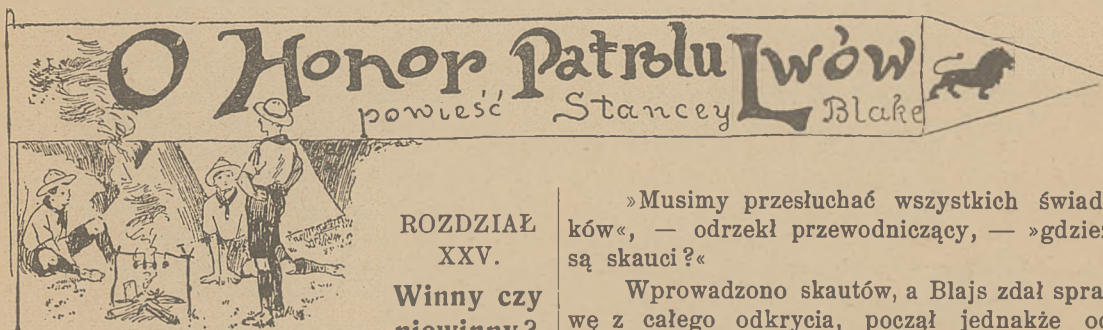 O Honor Patrolu Lwów
powieść Stancey Blake
ROZDZIAŁ
XXV.
Winny czy
niewinny?
»Musimy przesłuchać wszystkich świad-
ków«, — odrzekł przewodniczący, — »gdzież
są skauci?«
Wprowadzono skautów, a Blajs zdał spra-
wę z całego odkrycia, począł jednakże od